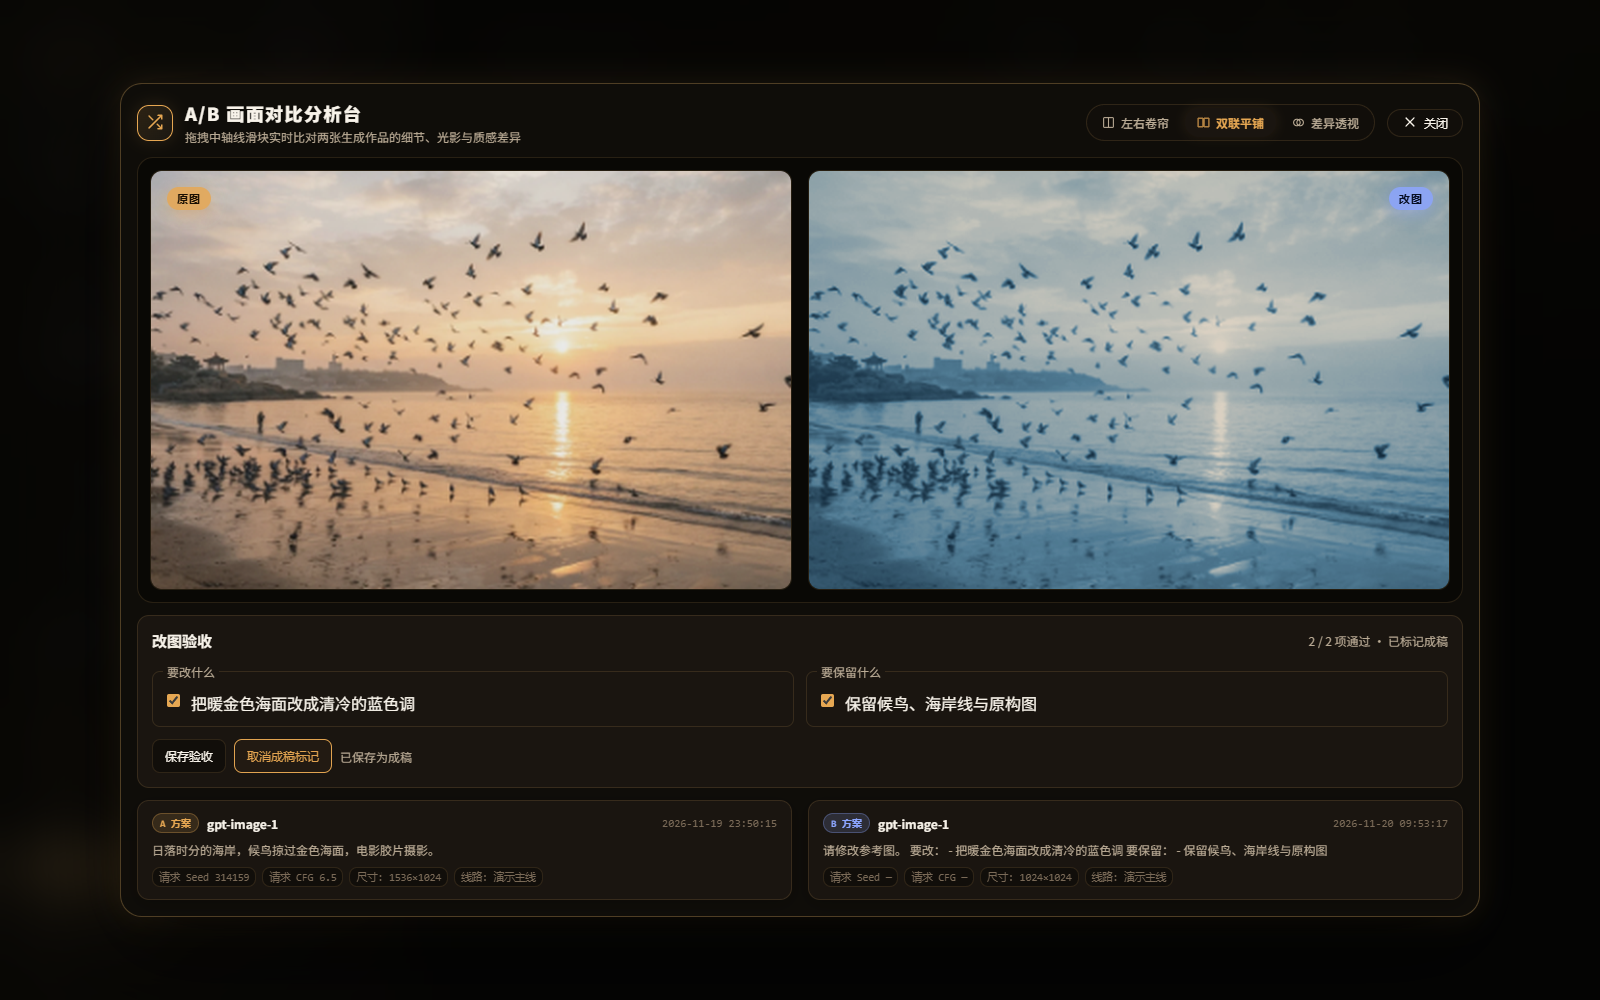 A/B 画面对比分析台
拖拽中轴线滑块实时比对两张生成作品的细节、光影与质感差异
左右卷帘
双联平铺
差异透视
关闭
原图
改图
改图验收
2 / 2 项通过 · 已标记成稿
要改什么
把暖金色海面改成清冷的蓝色调
要保留什么
保留候鸟、海岸线与原构图
保存验收
取消成稿标记
已保存为成稿
A 方案
gpt-image-1
2026-11-19 23:50:15
日落时分的海岸，候鸟掠过金色海面，电影胶片摄影。
请求 Seed 314159
请求 CFG 6.5
尺寸: 1536×1024
线路: 演示主线
B 方案
gpt-image-1
2026-11-20 09:53:17
请修改参考图。 要改： - 把暖金色海面改成清冷的蓝色调 要保留： - 保留候鸟、海岸线与原构图
请求 Seed —
请求 CFG —
尺寸: 1024×1024
线路: 演示主线